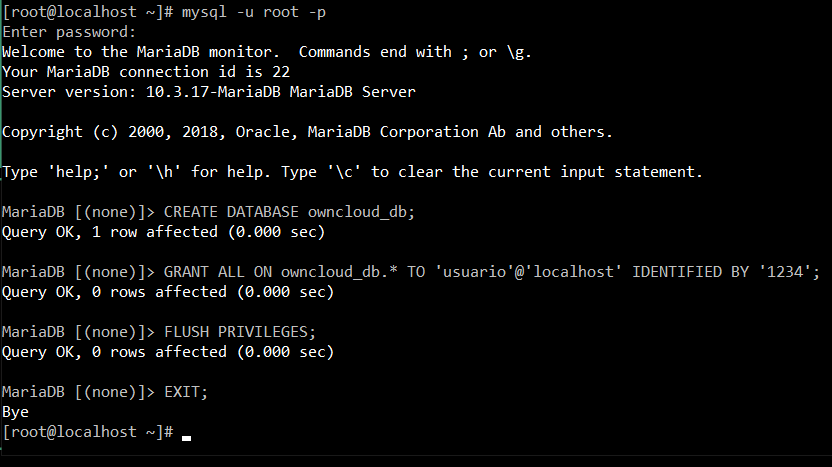 [root@localhost ~]# mysql -u root -p
Enter password:
Welcome to the MariaDB monitor.  Commands end with ; or \g.
Your MariaDB connection id is 22
Server version: 10.3.17-MariaDB MariaDB Server
Copyright (c) 2000, 2018, Oracle, MariaDB Corporation Ab and others.
Type 'help;' or '\h' for help. Type '\c' to clear the current input statement.
MariaDB [(none)]> CREATE DATABASE owncloud_db;
Query OK, 1 row affected (0.000 sec)
MariaDB [(none)]> GRANT ALL ON owncloud_db.* TO 'usuario'@'localhost' IDENTIFIED BY '1234';
Query OK, 0 rows affected (0.000 sec)
MariaDB [(none)]> FLUSH PRIVILEGES;
Query OK, 0 rows affected (0.000 sec)
MariaDB [(none)]> EXIT;
Bye
[root@localhost ~]#